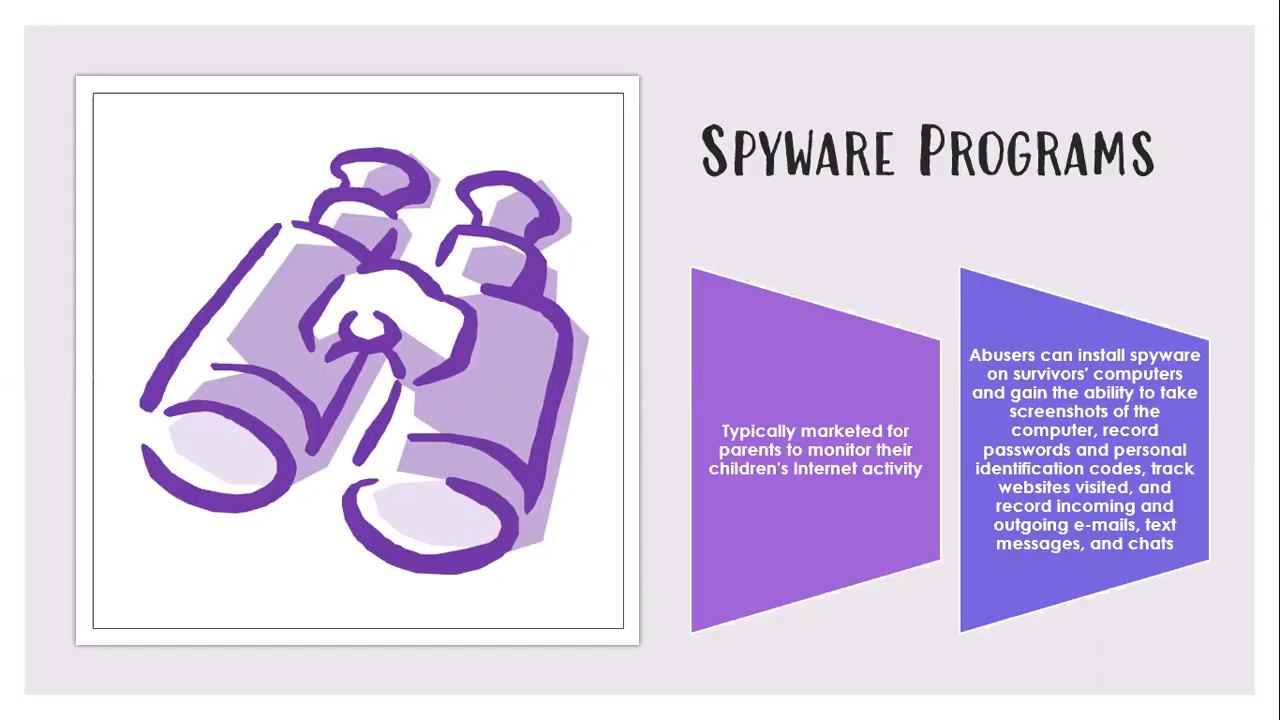 Spyware Programs
Typically marketed for
parents to monitor their
children's Internet activity
Abusers can install spyware
on survivors' computers
and gain the ability to take
screenshots of the
computer, record
passwords and personal
identification codes, track
websites visited, and
record incoming and
outgoing e-mails, text
messages, and chats